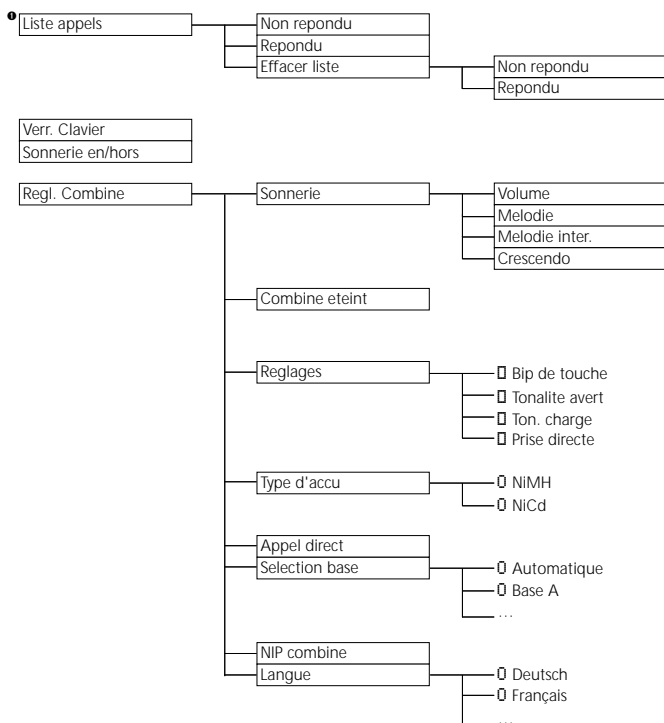 ❶ Liste appels
Non repondu
Repondu
Effacer liste
Non repondu
Repondu
Verr. Clavier
Sonnerie en/hors
Regl. Combine
Sonnerie
Volume
Melodie
Melodie inter.
Crescendo
Combine eteint
Reglages
Bip de touche
Tonalite avert
Ton. charge
Prise directe
Type d'accu
NiMH
NiCd
Appel direct
Selection base
Automatique
Base A
...
NIP combine
Langue
Deutsch
Français
...